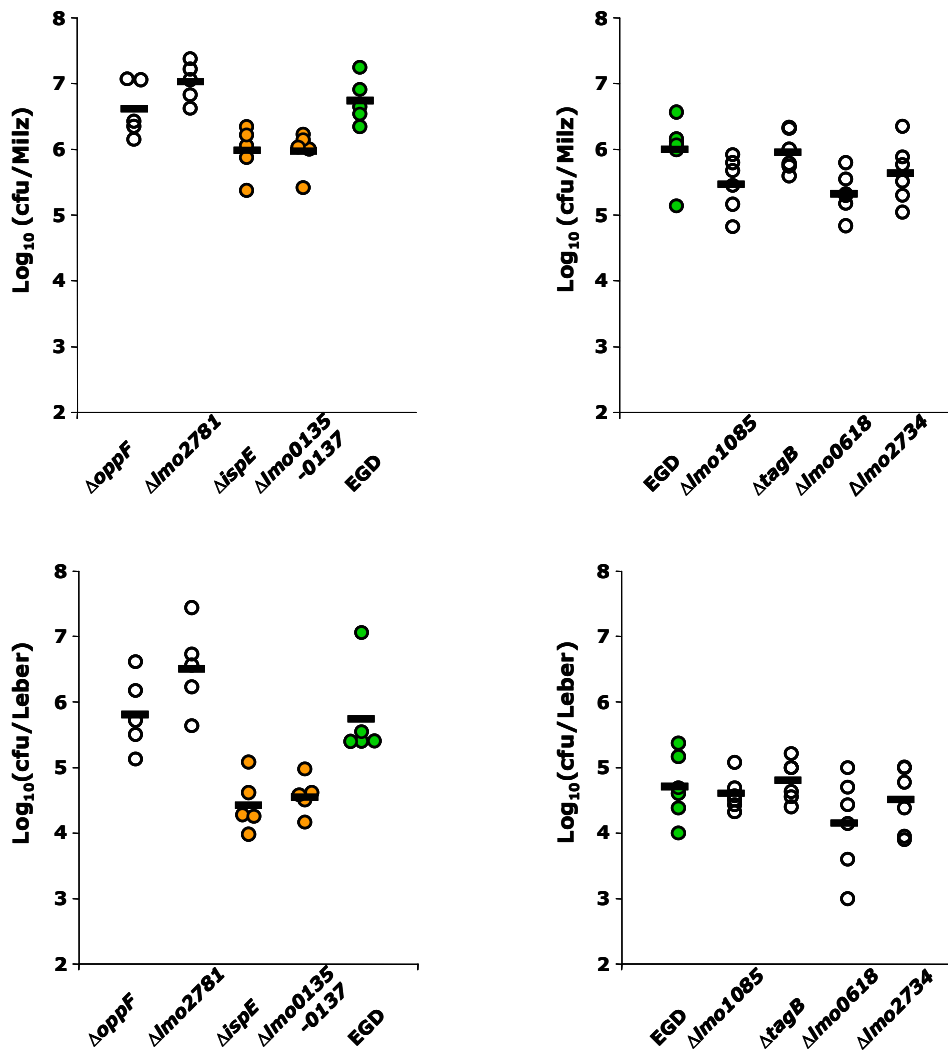 8
7
6
5
4
3
2
Log10 (cfu/Milz)
ΔoppF
Δlmo2781
ΔispE
Δlmo0135
-0137
EGD
8
7
6
5
4
3
2
Log10 (cfu/Milz)
EGD
Δlmo1085
ΔtagB
Δlmo0618
Δlmo2734
8
7
6
5
4
3
2
Log10(cfu/Leber)
ΔoppF
Δlmo2781
ΔispE
Δlmo0135
-0137
EGD
8
7
6
5
4
3
2
Log10(cfu/Leber)
EGD
Δlmo1085
ΔtagB
Δlmo0618
Δlmo2734